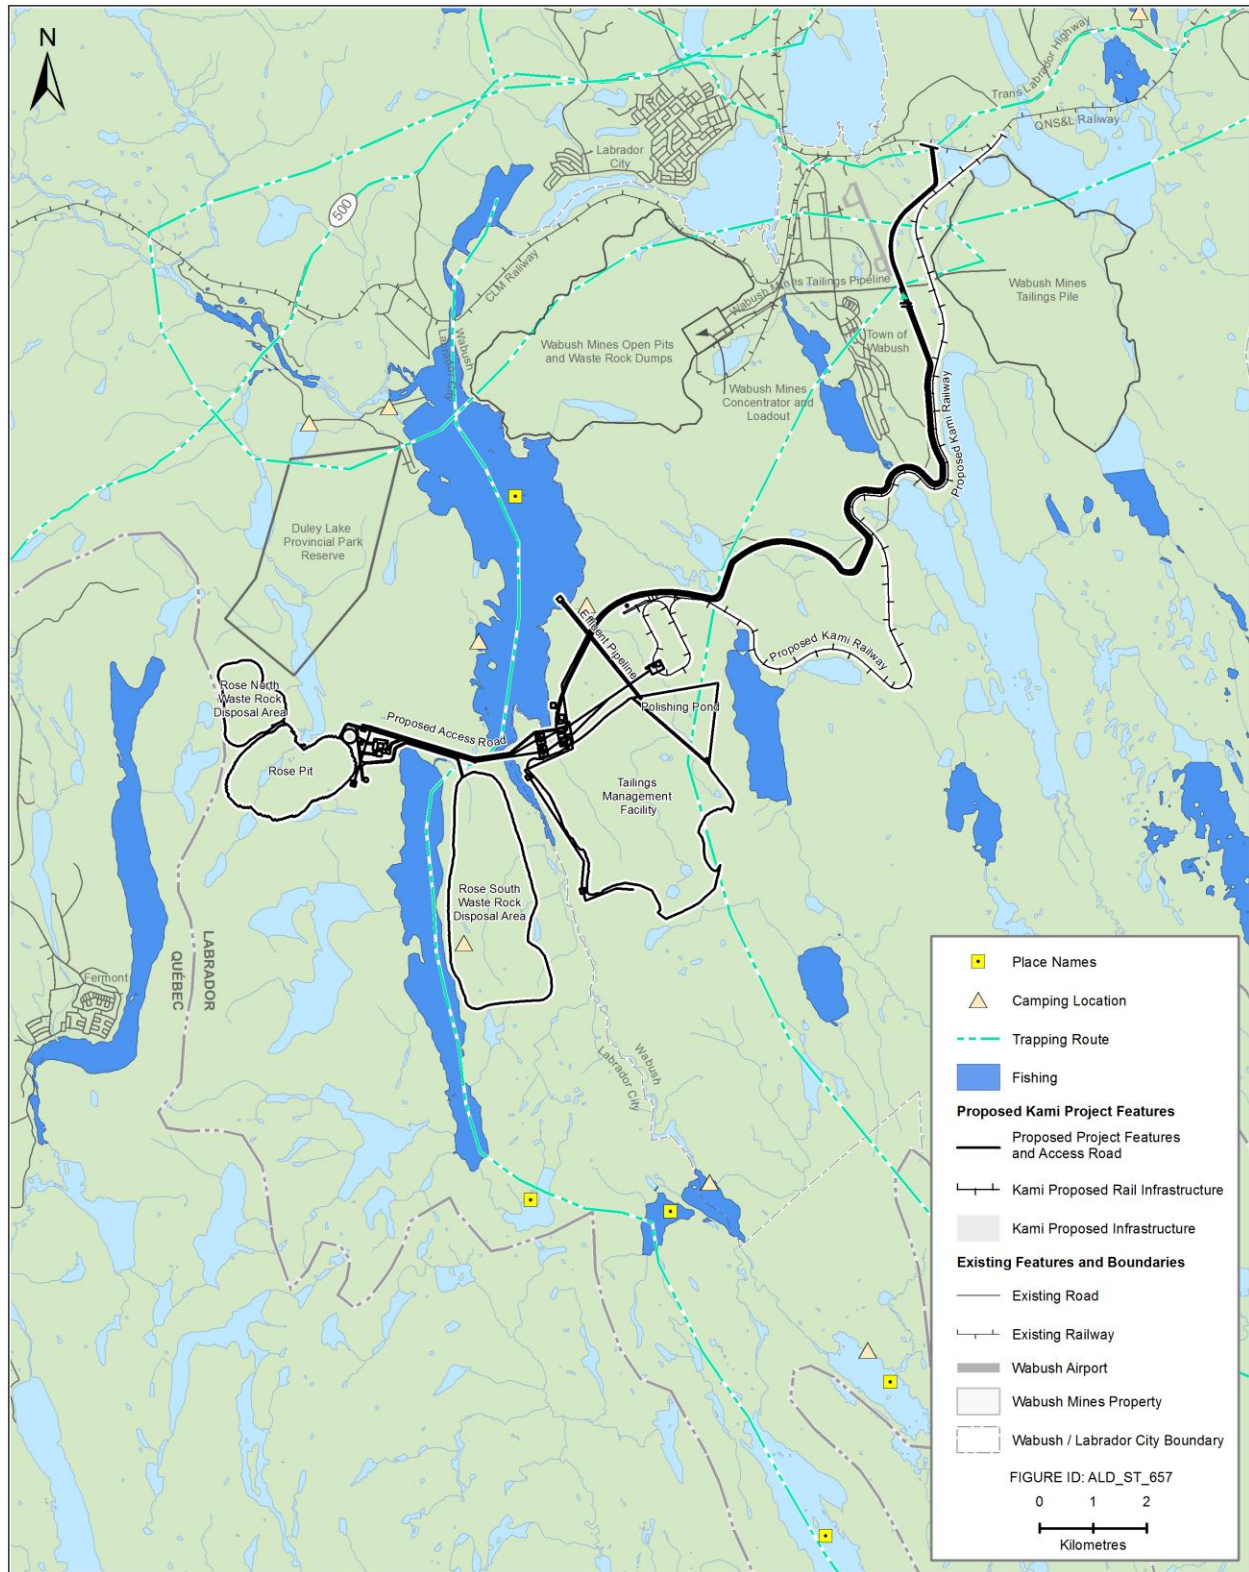 N
Trans Labrador Highway
QNS&L Railway
Labrador
City
500
CLM Railway
Wabush Mines Tailings Pipeline
Wabush Mines
Tailings Pile
Wabush
Labrador City
Wabush Mines Open Pits
and Waste Rock Dumps
Town of
Wabush
Wabush Mines
Concentrator and
Loadout
Proposed Kami Railway
Duley Lake
Provincial Park
Reserve
Effluent Pipeline
Proposed Kami Railway
Rose North
Waste Rock
Disposal Area
Polishing Pond
Proposed Access Road
Rose Pit
Tailings
Management
Facility
Rose South
Waste Rock
Disposal Area
LABRADOR
QUÉBEC
Fermont
Wabush
Labrador City
Place Names
Camping Location
Trapping Route
Fishing
Proposed Kami Project Features
Proposed Project Features
and Access Road
Kami Proposed Rail Infrastructure
Kami Proposed Infrastructure
Existing Features and Boundaries
Existing Road
Existing Railway
Wabush Airport
Wabush Mines Property
Wabush / Labrador City Boundary
FIGURE ID: ALD_ST_657
0 1 2
Kilometres